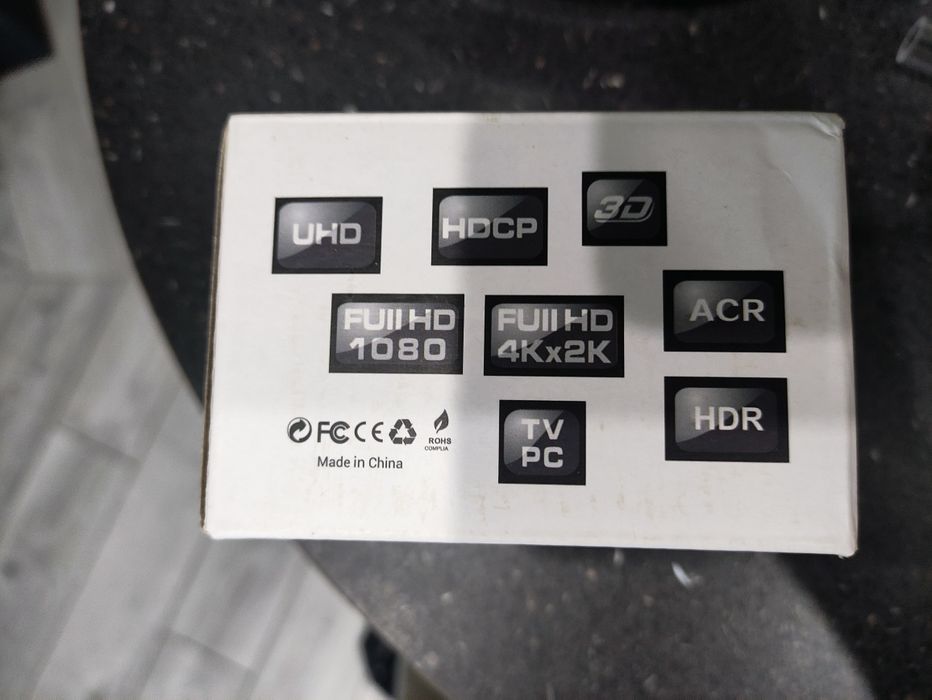 UHD
HDCP
3D
FUll HD
1080
FUll HD
4Kx2K
ACR
FC CE
ROHS
COMPLIA
Made in China
TV
PC
HDR